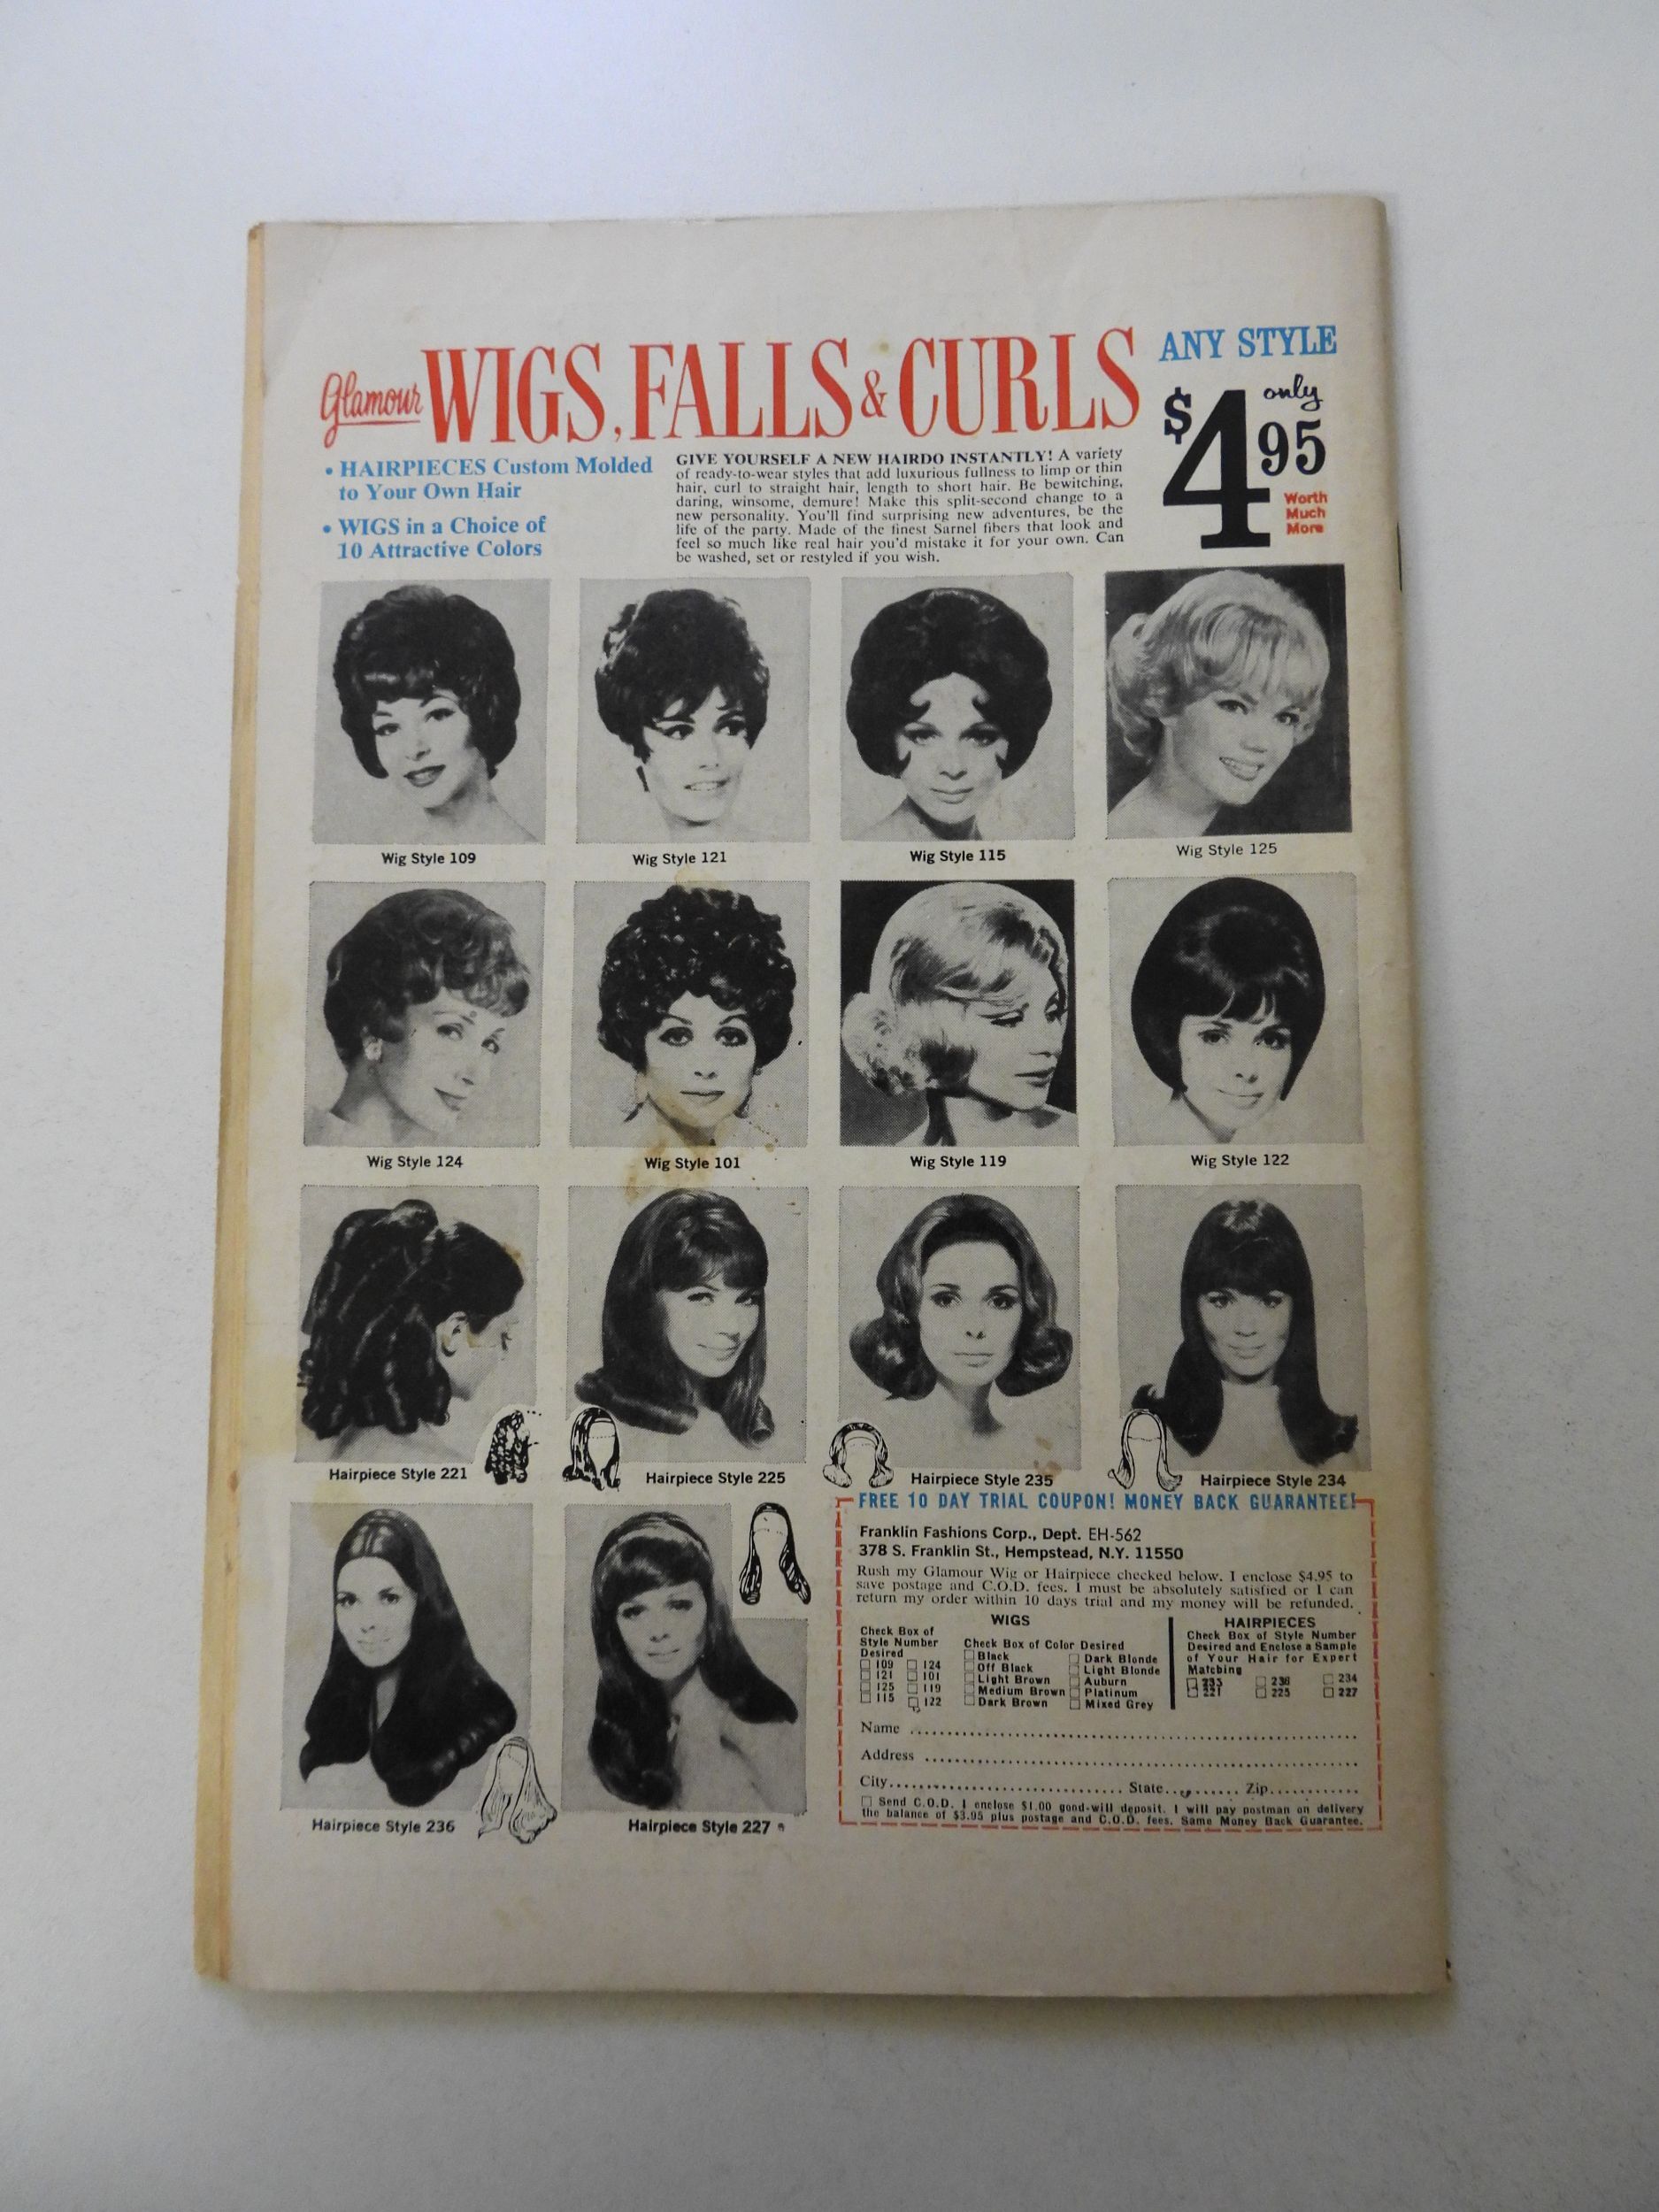 Glamour WIGS, FALLS & CURLS
ANY STYLE
only
$4 95
Worth
Much
More
• HAIRPIECES Custom Molded
to Your Own Hair
• WIGS in a Choice of
10 Attractive Colors
GIVE YOURSELF A NEW HAIRDO INSTANTLY! A variety
of ready-to-wear styles that add luxurious fullness to limp or thin
hair, curl to straight hair, length to short hair. Be bewitching,
daring, winsome, demure! Make this split-second change to a
new personality. You'll find surprising new adventures, be the
life of the party. Made of the finest Sarnel fibers that look and
feel so much like real hair you'd mistake it for your own. Can
be washed, set or restyled if you wish.
Wig Style 109
Wig Style 121
Wig Style 115
Wig Style 125
Wig Style 124
Wig Style 101
Wig Style 119
Wig Style 122
Hairpiece Style 221
Hairpiece Style 225
Hairpiece Style 235
Hairpiece Style 234
Hairpiece Style 236
Hairpiece Style 227
FREE 10 DAY TRIAL COUPON! MONEY BACK GUARANTEE!
Franklin Fashions Corp., Dept. EH-562
378 S. Franklin St., Hempstead, N.Y. 11550
Rush my Glamour Wig or Hairpiece checked below. I enclose $4.95 to
save postage and C.O.D. fees. I must be absolutely satisfied or I can
return my order within 10 days trial and my money will be refunded.
WIGS
Check Box of
Style Number
Desired
109 124
121 101
125 119
115 122
Check Box of Color Desired
Black
Off Black
Light Brown
Medium Brown
Dark Brown
Dark Blonde
Light Blonde
Auburn
Platinum
Mixed Grey
HAIRPIECES
Check Box of Style Number
Desired and Enclose a Sample
of Your Hair for Expert
Matching
235 236 234
221 225 227
Name
Address
City State Zip
Send C.O.D. I enclose $1.00 good-will deposit. I will pay postman on delivery
the balance of $3.95 plus postage and C.O.D. fees. Same Money Back Guarantee.